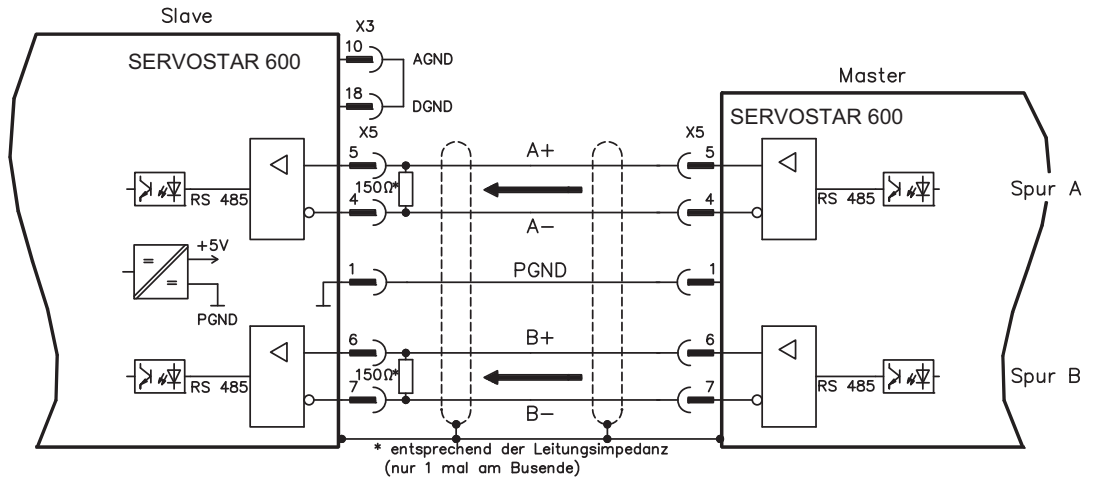 Slave
X3
10
AGND
SERVOSTAR 600
Master
18
DGND
SERVOSTAR 600
X5
X5
5
A+
5
150Ω*
RS 485
RS 485
Spur A
4
A-
4
+5V
=
=
1
PGND
1
PGND
6
B+
6
150Ω*
RS 485
RS 485
Spur B
7
B-
7
* entsprechend der Leitungsimpedanz
(nur 1 mal am Busende)